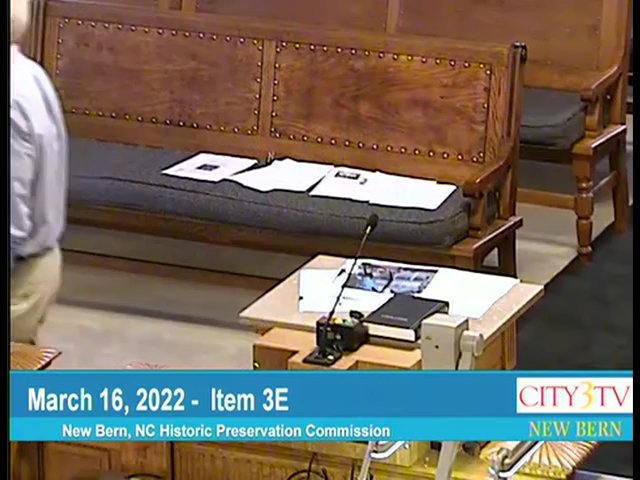 March 16, 2022 - Item 3E
New Bern, NC Historic Preservation Commission
CITY3TV
NEW BERN